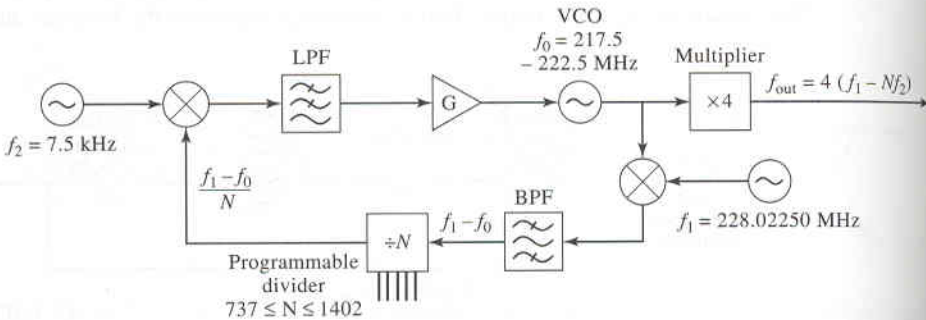 VCO
f₀ = 217.5
– 222.5 MHz
LPF
Multiplier
G
×4
f_out = 4 (f₁ – Nf₂)
f₂ = 7.5 kHz
f₁ – f₀
N
BPF
f₁ – f₀
÷N
f₁ = 228.02250 MHz
Programmable
divider
737 ≤ N ≤ 1402